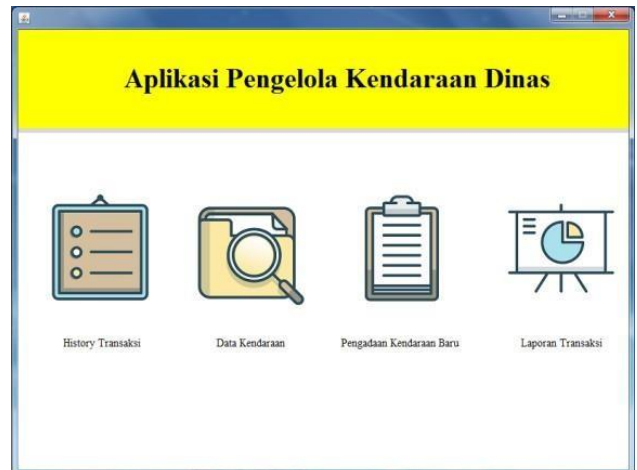 Aplikasi Pengelola Kendaraan Dinas
History Transaksi
Data Kendaraan
Pengadaan Kendaraan Baru
Laporan Transaksi